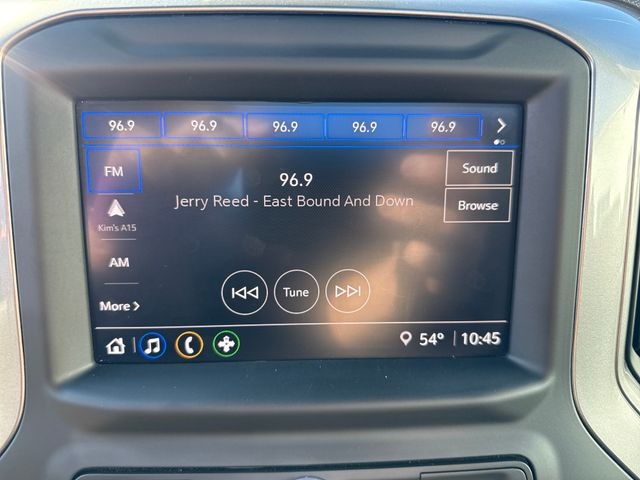 96.9 96.9 96.9 96.9 96.9
FM
96.9
Sound
Jerry Reed - East Bound And Down
Browse
Kim's A15
AM
Tune
More
54° 10:45